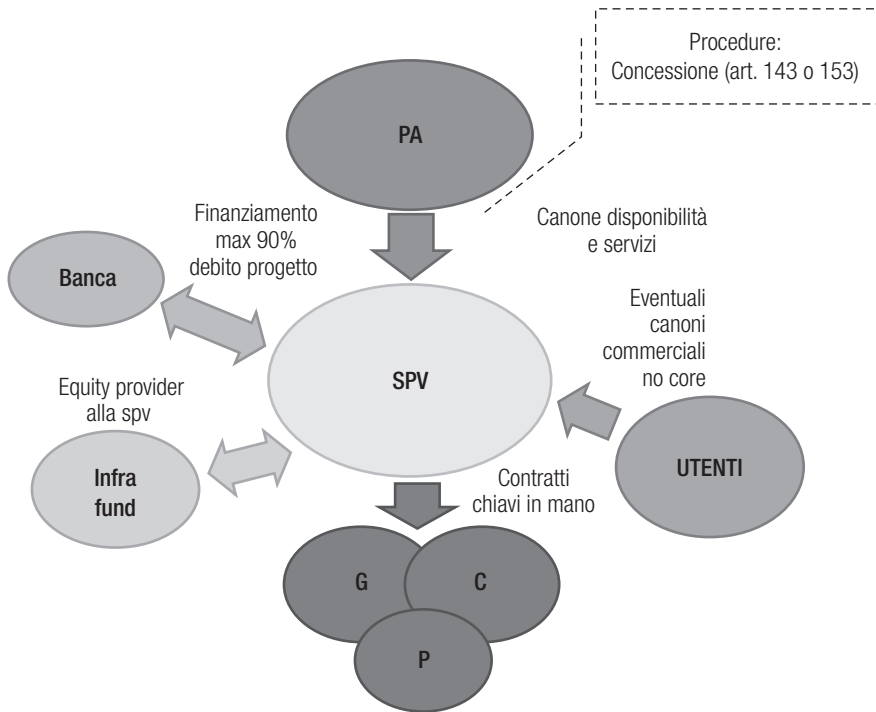 Procedure:
Concessione (art. 143 o 153)
PA
Finanziamento
max 90%
debito progetto
Canone disponibilità
e servizi
Banca
Eventuali
canoni
commerciali
no core
SPV
Equity provider
alla spv
Infra
fund
UTENTI
Contratti
chiavi in mano
G
C
P